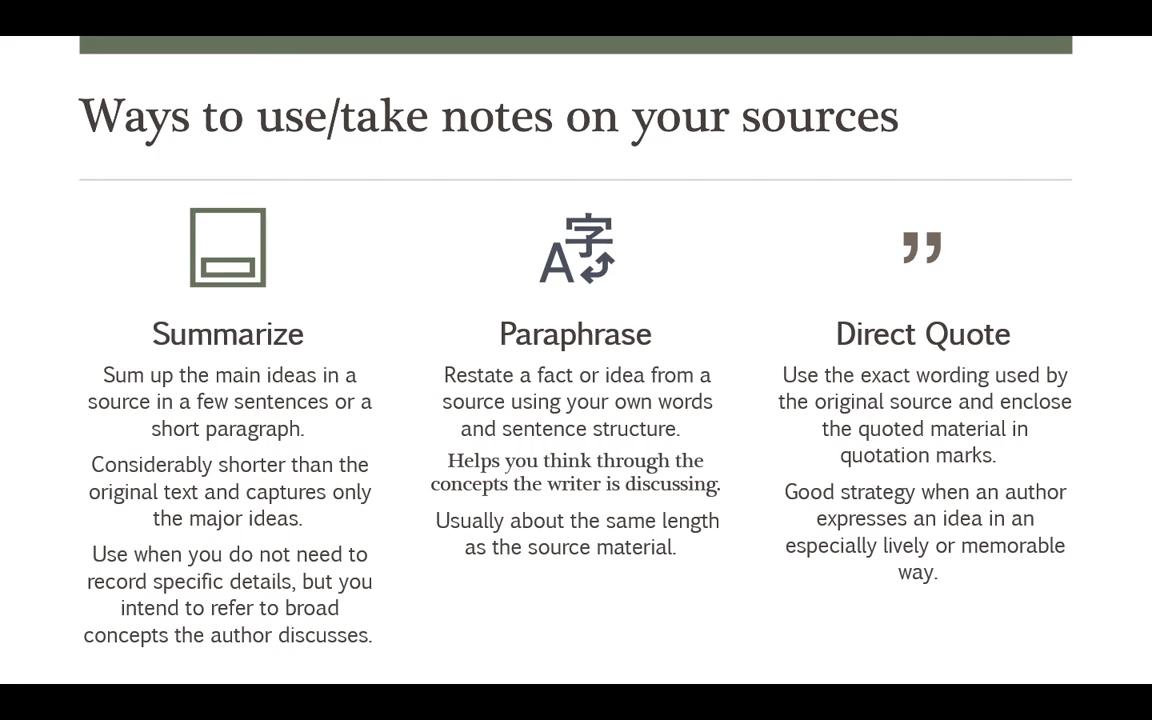 Ways to use/take notes on your sources
A字
”
Summarize
Sum up the main ideas in a
source in a few sentences or a
short paragraph.
Considerably shorter than the
original text and captures only
the major ideas.
Use when you do not need to
record specific details, but you
intend to refer to broad
concepts the author discusses.
Paraphrase
Restate a fact or idea from a
source using your own words
and sentence structure.
Helps you think through the
concepts the writer is discussing.
Usually about the same length
as the source material.
Direct Quote
Use the exact wording used by
the original source and enclose
the quoted material in
quotation marks.
Good strategy when an author
expresses an idea in an
especially lively or memorable
way.